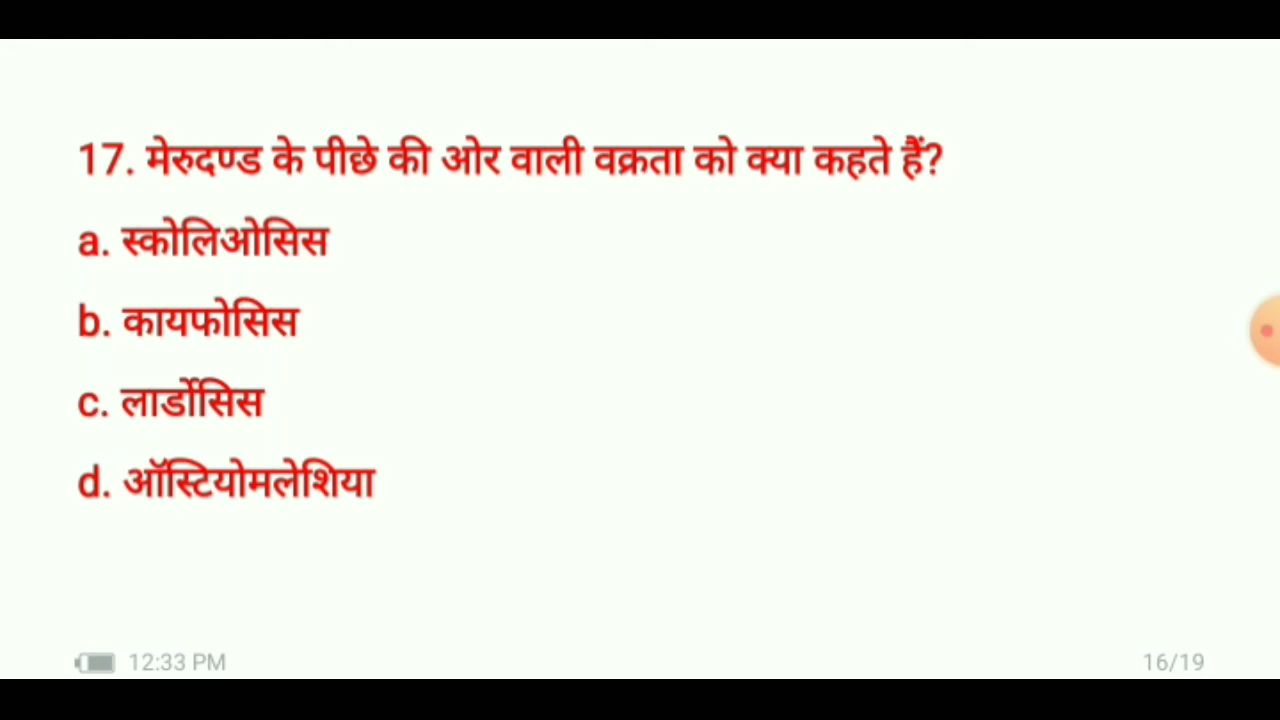 17. मेरुदण्ड के पीछे की ओर वाली वक्रता को क्या कहते हैं?
a. स्कोलिओसिस
b. कायफोसिस
c. लार्डोसिस
d. ऑस्टियोमलेशिया
12:33 PM
16/19